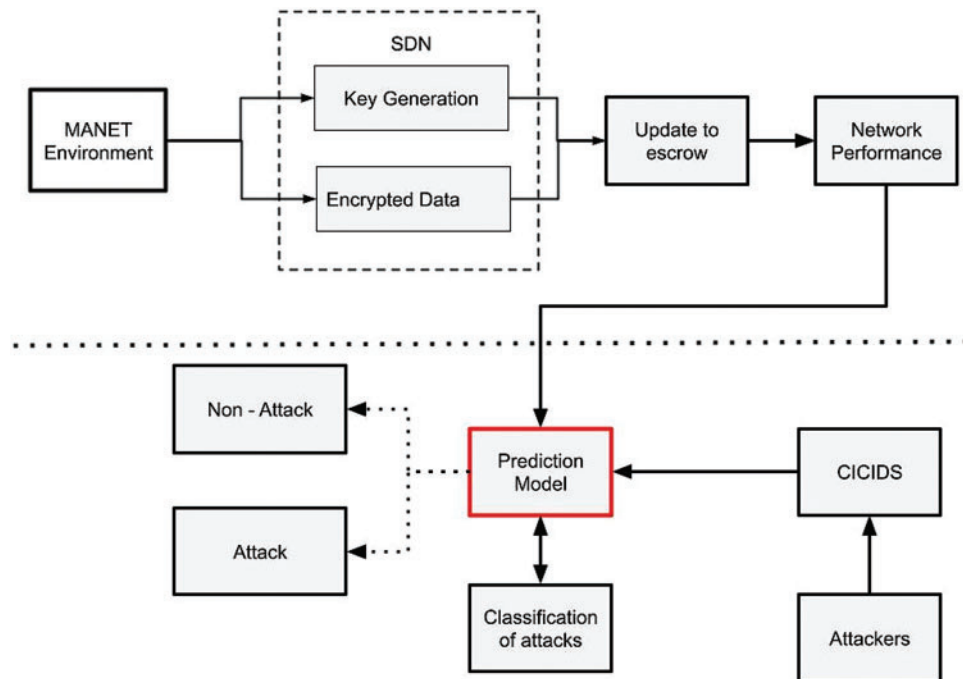 SDN
MANET
Environment
Key Generation
Encrypted Data
Update to
escrow
Network
Performance
Non - Attack
Attack
Prediction
Model
CICIDS
Classification
of attacks
Attackers